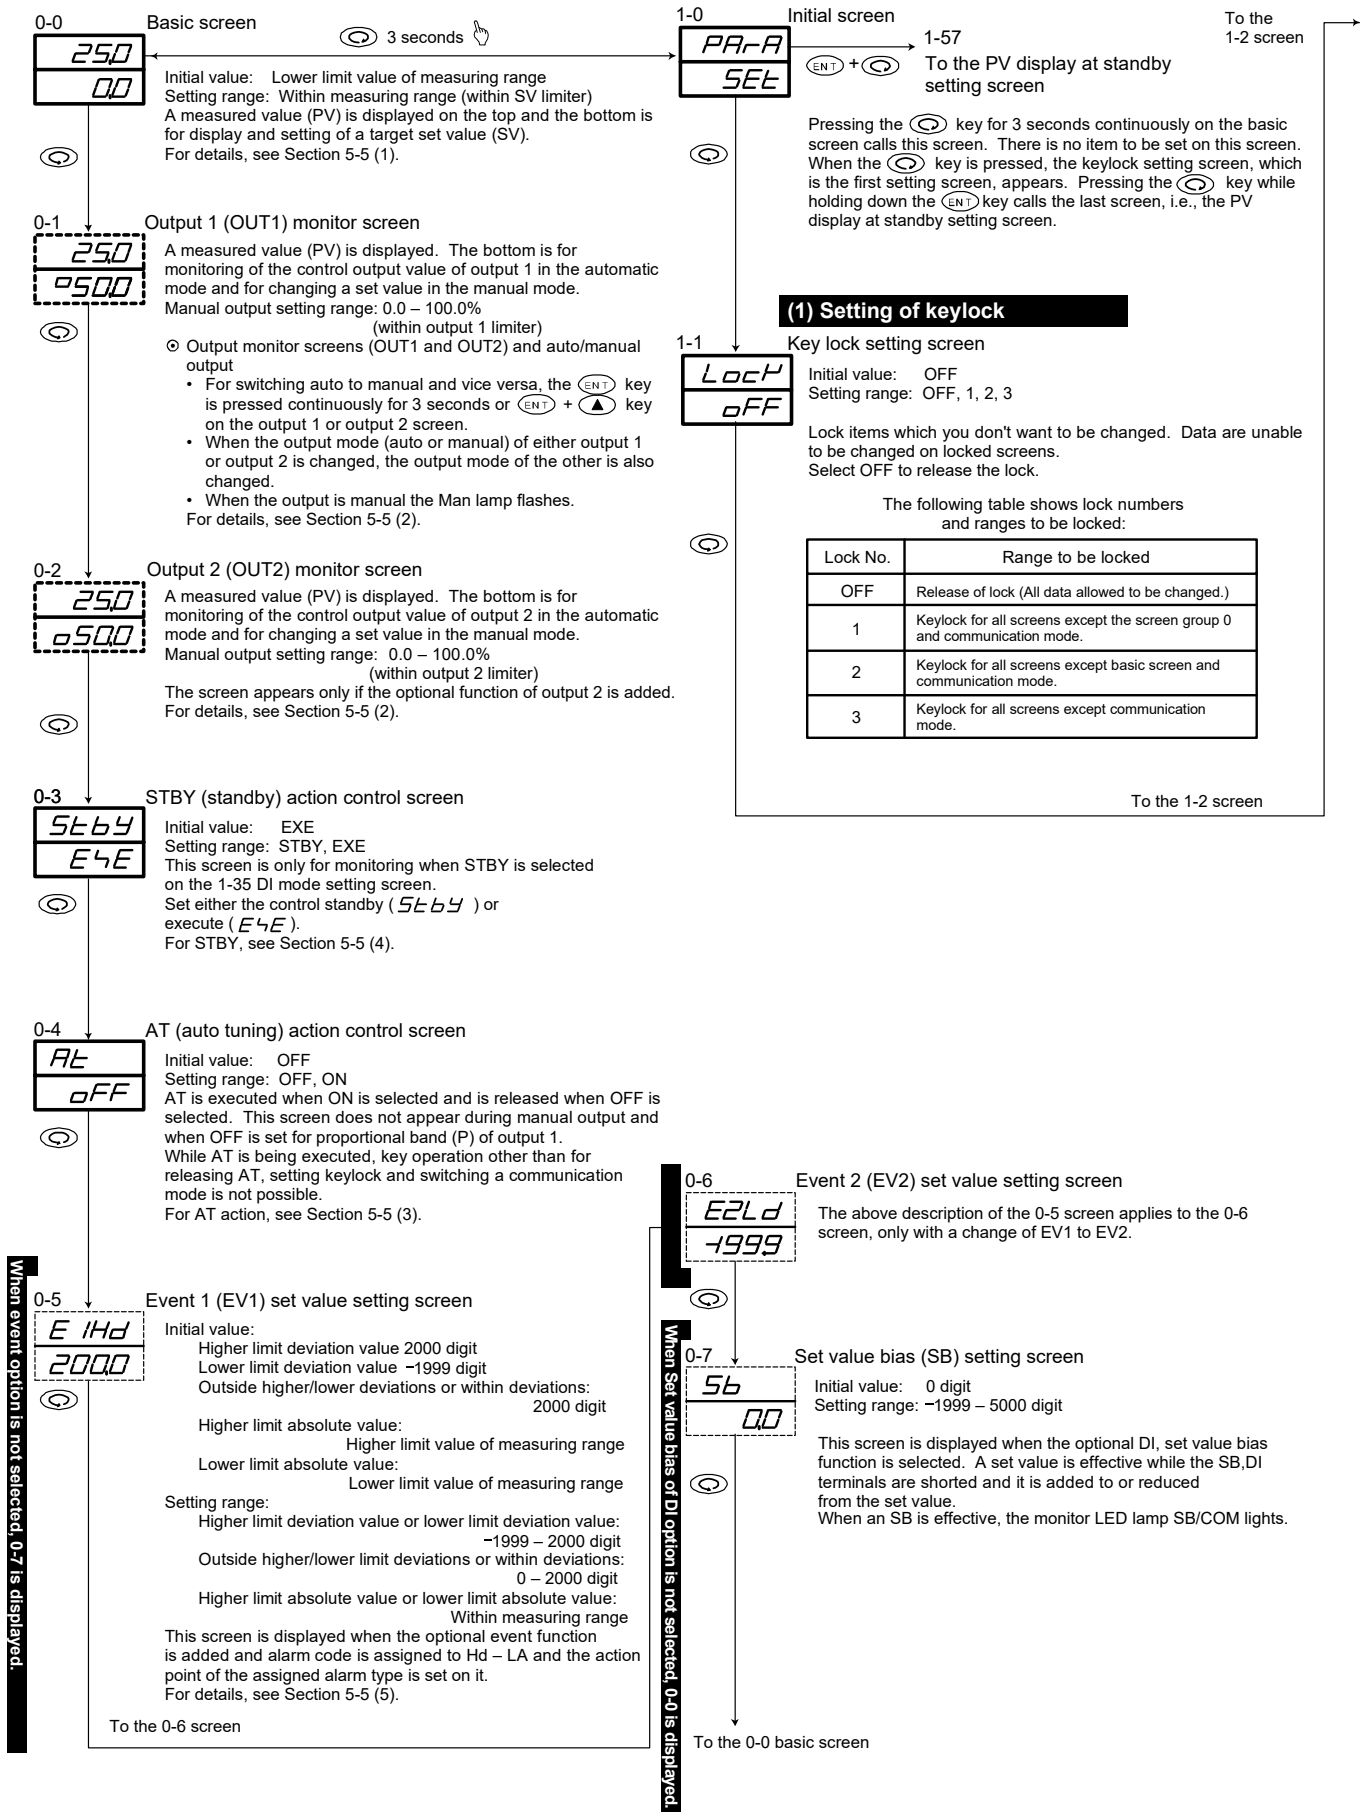 0-0
Basic screen
3 seconds
25.0
0.0
Initial value: Lower limit value of measuring range
Setting range: Within measuring range (within SV limiter)
A measured value (PV) is displayed on the top and the bottom is
for display and setting of a target set value (SV).
For details, see Section 5-5 (1).
0-1
Output 1 (OUT1) monitor screen
25.0
o50.0
A measured value (PV) is displayed. The bottom is for
monitoring of the control output value of output 1 in the automatic
mode and for changing a set value in the manual mode.
Manual output setting range: 0.0 – 100.0%
(within output 1 limiter)
Output monitor screens (OUT1 and OUT2) and auto/manual
output
• For switching auto to manual and vice versa, the ENT key
is pressed continuously for 3 seconds or ENT + ▲ key
on the output 1 or output 2 screen.
• When the output mode (auto or manual) of either output 1
or output 2 is changed, the output mode of the other is also
changed.
• When the output is manual the Man lamp flashes.
For details, see Section 5-5 (2).
0-2
Output 2 (OUT2) monitor screen
25.0
o50.0
A measured value (PV) is displayed. The bottom is for
monitoring of the control output value of output 2 in the automatic
mode and for changing a set value in the manual mode.
Manual output setting range: 0.0 – 100.0%
(within output 2 limiter)
The screen appears only if the optional function of output 2 is added.
For details, see Section 5-5 (2).
0-3
STBY (standby) action control screen
Stby
EXE
Initial value: EXE
Setting range: STBY, EXE
This screen is only for monitoring when STBY is selected
on the 1-35 DI mode setting screen.
Set either the control standby ( Stby ) or
execute ( EXE ).
For STBY, see Section 5-5 (4).
0-4
AT (auto tuning) action control screen
At
oFF
Initial value: OFF
Setting range: OFF, ON
AT is executed when ON is selected and is released when OFF is
selected. This screen does not appear during manual output and
when OFF is set for proportional band (P) of output 1.
While AT is being executed, key operation other than for
releasing AT, setting keylock and switching a communication
mode is not possible.
For AT action, see Section 5-5 (3).
When event option is not selected, 0-7 is displayed.
0-5
Event 1 (EV1) set value setting screen
E1Hd
200.0
Initial value:
Higher limit deviation value 2000 digit
Lower limit deviation value −1999 digit
Outside higher/lower deviations or within deviations:
2000 digit
Higher limit absolute value:
Higher limit value of measuring range
Lower limit absolute value:
Lower limit value of measuring range
Setting range:
Higher limit deviation value or lower limit deviation value:
−1999 – 2000 digit
Outside higher/lower limit deviations or within deviations:
0 – 2000 digit
Higher limit absolute value or lower limit absolute value:
Within measuring range
This screen is displayed when the optional event function
is added and alarm code is assigned to Hd – LA and the action
point of the assigned alarm type is set on it.
For details, see Section 5-5 (5).
To the 0-6 screen
1-0
Initial screen
PArA
SEt
1-57
ENT +
To the PV display at standby
setting screen
To the
1-2 screen
Pressing the key for 3 seconds continuously on the basic
screen calls this screen. There is no item to be set on this screen.
When the key is pressed, the keylock setting screen, which
is the first setting screen, appears. Pressing the key while
holding down the ENT key calls the last screen, i.e., the PV
display at standby setting screen.
(1) Setting of keylock
1-1
Key lock setting screen
LocK
oFF
Initial value: OFF
Setting range: OFF, 1, 2, 3
Lock items which you don't want to be changed. Data are unable
to be changed on locked screens.
Select OFF to release the lock.
The following table shows lock numbers
and ranges to be locked:
Lock No. Range to be locked
OFF Release of lock (All data allowed to be changed.)
1 Keylock for all screens except the screen group 0
and communication mode.
2 Keylock for all screens except basic screen and
communication mode.
3 Keylock for all screens except communication
mode.
To the 1-2 screen
0-6
Event 2 (EV2) set value setting screen
E2Ld
-199.9
The above description of the 0-5 screen applies to the 0-6
screen, only with a change of EV1 to EV2.
When Set value bias of DI option is not selected, 0-0 is displayed.
0-7
Set value bias (SB) setting screen
Sb
0.0
Initial value: 0 digit
Setting range: −1999 – 5000 digit
This screen is displayed when the optional DI, set value bias
function is selected. A set value is effective while the SB,DI
terminals are shorted and it is added to or reduced
from the set value.
When an SB is effective, the monitor LED lamp SB/COM lights.
To the 0-0 basic screen